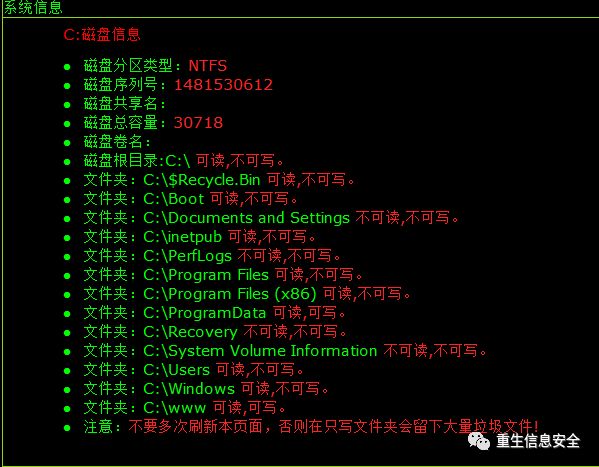 系统信息
C:磁盘信息
磁盘分区类型：NTFS
磁盘序列号：1481530612
磁盘共享名：
磁盘总容量：30718
磁盘卷名：
磁盘根目录:C:\ 可读,不可写。
文件夹：C:\$Recycle.Bin 可读,不可写。
文件夹：C:\Boot 可读,不可写。
文件夹：C:\Documents and Settings 不可读,不可写。
文件夹：C:\inetpub 可读,不可写。
文件夹：C:\PerfLogs 不可读,不可写。
文件夹：C:\Program Files 可读,不可写。
文件夹：C:\Program Files (x86) 可读,不可写。
文件夹：C:\ProgramData 可读,可写。
文件夹：C:\Recovery 不可读,不可写。
文件夹：C:\System Volume Information 不可读,不可写。
文件夹：C:\Users 可读,不可写。
文件夹：C:\Windows 可读,不可写。
文件夹：C:\www 可读,可写。
注意：不要多次刷新本页面，否则在只写文件夹会留下大量垃圾文件!
重生信息安全